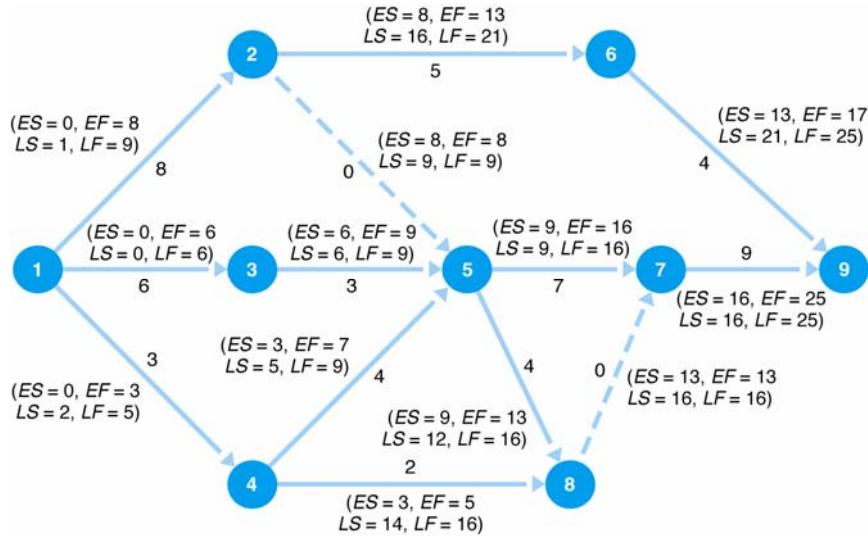 (ES = 8, EF = 13
LS = 16, LF = 21)
2
5
6
(ES = 0, EF = 8
LS = 1, LF = 9)
8
(ES = 8, EF = 8
LS = 9, LF = 9)
0
(ES = 13, EF = 17
LS = 21, LF = 25)
4
(ES = 0, EF = 6
LS = 0, LF = 6)
(ES = 6, EF = 9
LS = 6, LF = 9)
(ES = 9, EF = 16
LS = 9, LF = 16)
9
1
6
3
3
5
7
7
9
(ES = 16, EF = 25
LS = 16, LF = 25)
3
(ES = 0, EF = 3
LS = 2, LF = 5)
(ES = 3, EF = 7
LS = 5, LF = 9)
4
4
(ES = 9, EF = 13
LS = 12, LF = 16)
0
(ES = 13, EF = 13
LS = 16, LF = 16)
4
2
8
(ES = 3, EF = 5
LS = 14, LF = 16)